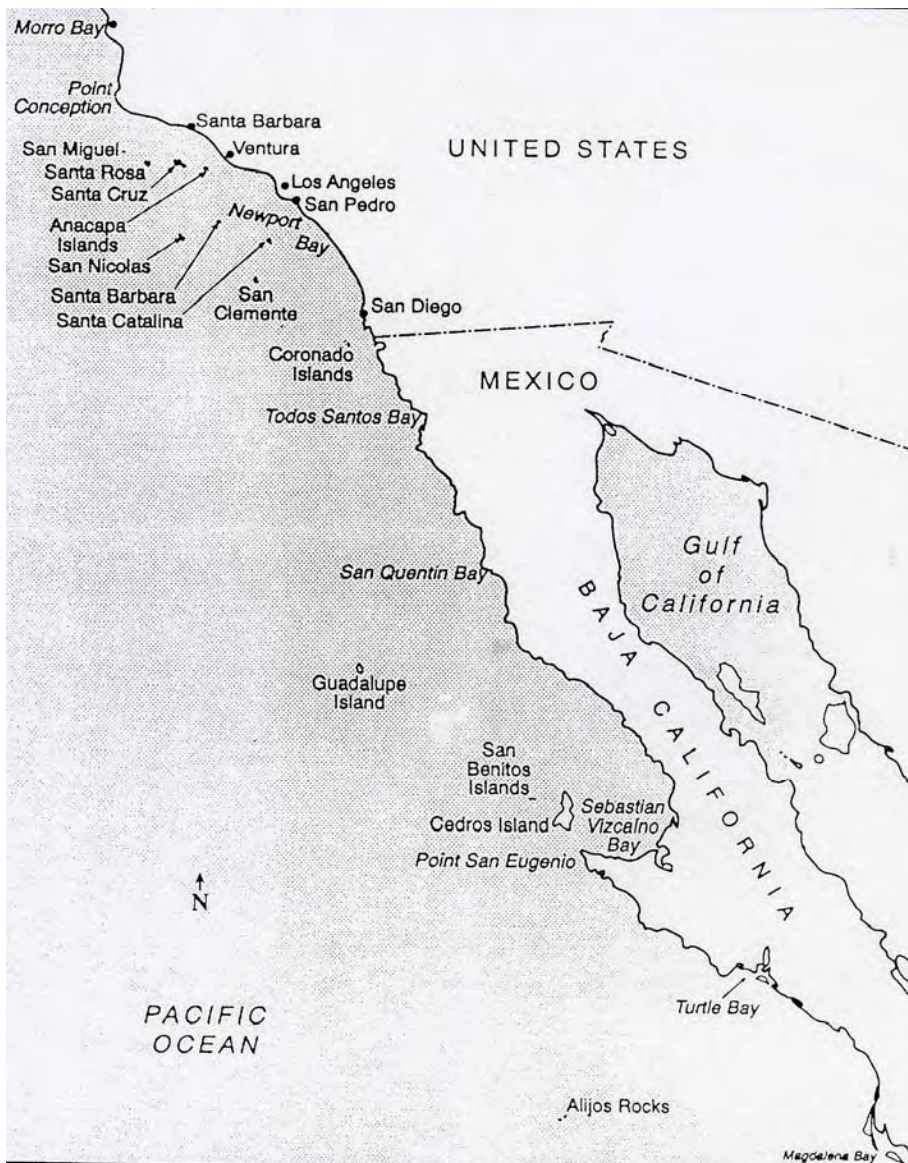 Morro Bay
Point
Conception
Santa Barbara
Ventura
UNITED STATES
San Miguel
Santa Rosa
Santa Cruz
Los Angeles
San Pedro
Newport
Bay
Anacapa
Islands
San Nicolas
Santa Barbara
Santa Catalina
San
Clemente
San Diego
Coronado
Islands
MEXICO
Todos Santos Bay
Gulf
of
California
San Quentin Bay
BAJA CALIFORNIA
Guadalupe
Island
San
Benitos
Islands
Cedros Island
Sebastian
Vizcaino
Bay
Point San Eugenio
N
Turtle Bay
PACIFIC
OCEAN
Alijos Rocks
Magdalena Bay